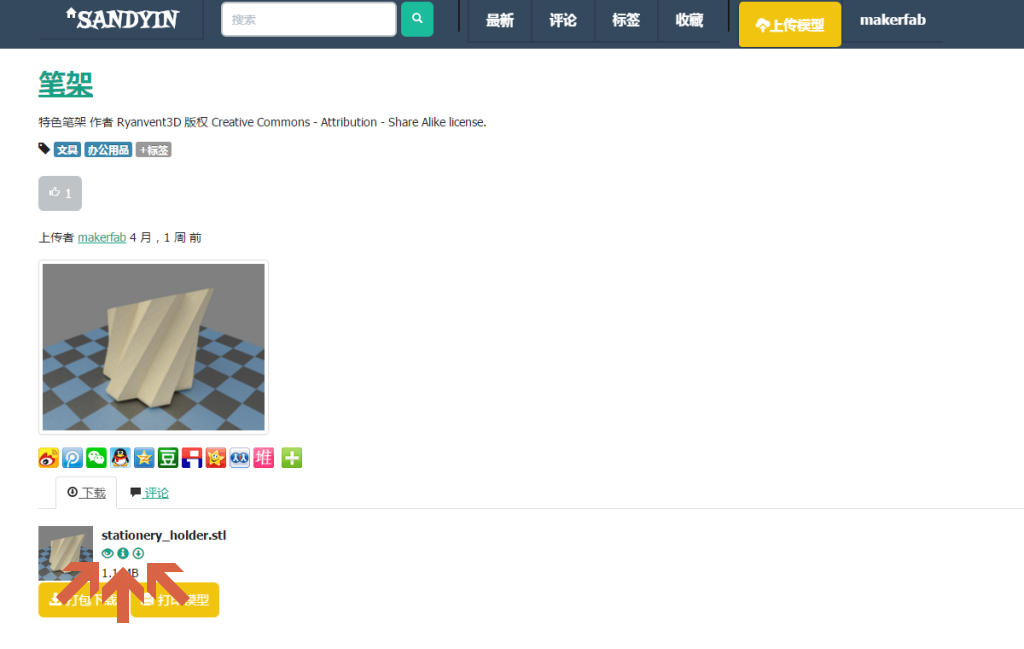 SANDYIN
搜索
最新 评论 标签 收藏 上传模型 makerfab
笔架
特色笔架 作者 Ryanvent3D 版权 Creative Commons - Attribution - Share Alike license.
文具 办公用品 +标签
1
上传者 makerfab 4 月，1 周 前
豆 堆
下载 评论
stationery_holder.stl
MB
打包下载 打印模型